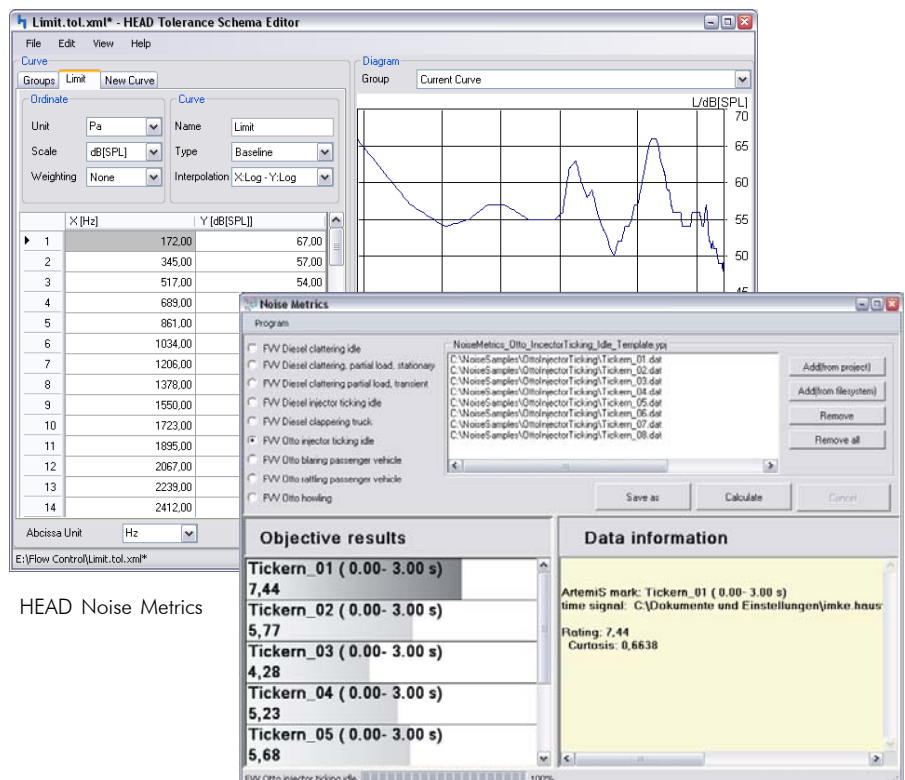 Limit.tol.xml* - HEAD Tolerance Schema Editor
File Edit View Help
Curve
Groups Limit New Curve
Ordinate
Unit Pa
Scale dB[SPL]
Weighting None
Curve
Name Limit
Type Baseline
Interpolation X:Log - Y:Log
X [Hz] Y [dB[SPL]]
1 172,00 67,00
2 345,00 57,00
3 517,00 54,00
4 689,00
5 861,00
6 1034,00
7 1206,00
8 1378,00
9 1550,00
10 1723,00
11 1895,00
12 2067,00
13 2239,00
14 2412,00
Abcissa Unit Hz
E:\Flow Control\Limit.tol.xml*
Diagram
Group Current Curve
L/dB[SPL]
70
65
60
55
50
45
HEAD Noise Metrics
Noise Metrics
Program
FVV Diesel clattering idle
FVV Diesel clattering, partial load, stationary
FVV Diesel clattering partial load, transient
FVV Diesel injector ticking idle
FVV Diesel clappering truck
FVV Otto injector ticking idle
FVV Otto blaring passenger vehicle
FVV Otto rattling passenger vehicle
FVV Otto howling
NoiseMetrics_Otto_IncectorTicking_Idle_Template.ypj
C:\NoiseSamples\OttoInjectorTicking\Tickern_01.dat
C:\NoiseSamples\OttoInjectorTicking\Tickern_02.dat
C:\NoiseSamples\OttoInjectorTicking\Tickern_03.dat
C:\NoiseSamples\OttoInjectorTicking\Tickern_04.dat
C:\NoiseSamples\OttoInjectorTicking\Tickern_05.dat
C:\NoiseSamples\OttoInjectorTicking\Tickern_06.dat
C:\NoiseSamples\OttoInjectorTicking\Tickern_07.dat
C:\NoiseSamples\OttoInjectorTicking\Tickern_08.dat
Add(from project)
Add(from filesystem)
Remove
Remove all
Save as Calculate Cancel
Objective results
Tickern_01 ( 0.00- 3.00 s)
7,44
Tickern_02 ( 0.00- 3.00 s)
5,77
Tickern_03 ( 0.00- 3.00 s)
4,28
Tickern_04 ( 0.00- 3.00 s)
5,23
Tickern_05 ( 0.00- 3.00 s)
5,68
Data information
ArtemiS mark: Tickern_01 ( 0.00- 3.00 s)
time signal: C:\Dokumente und Einstellungen\imke.haus
Rating: 7,44
Curtosis: 0,6638
FVV Otto injector ticking idle 100%